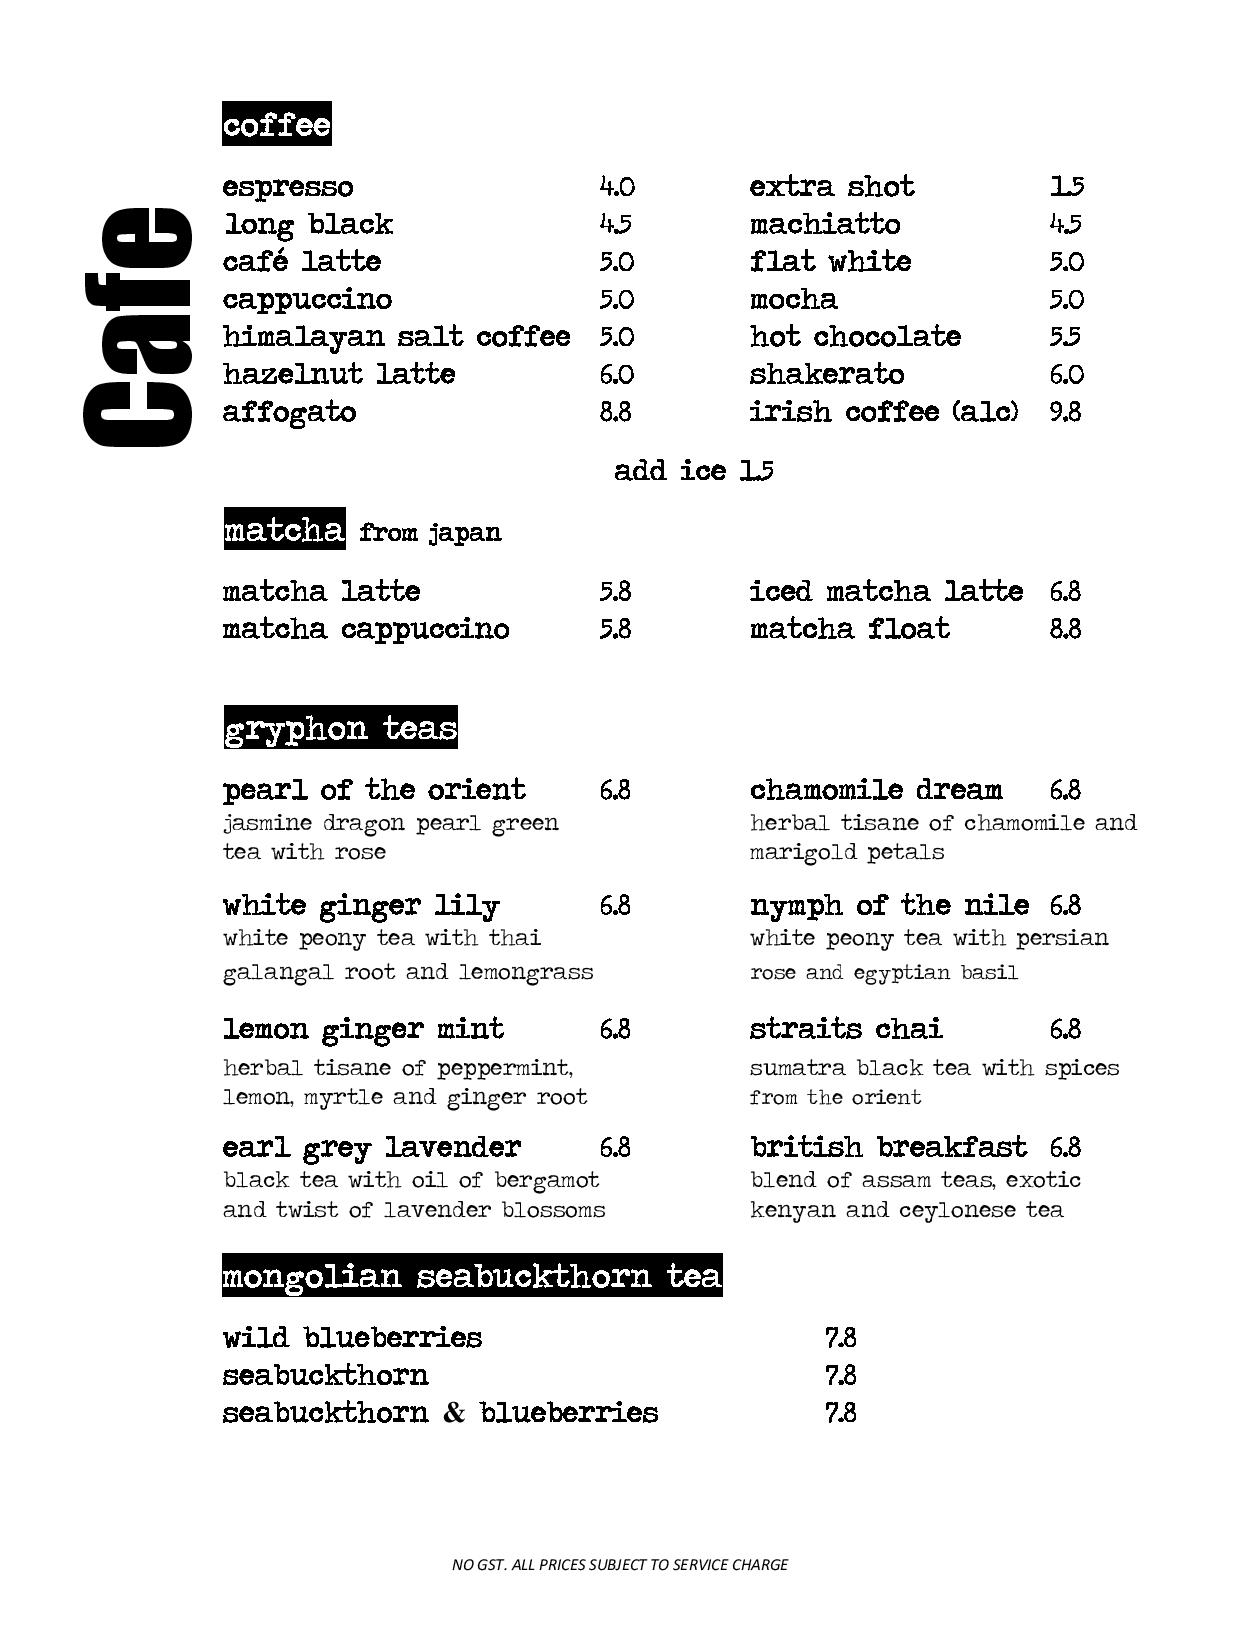 Cafe
coffee
espresso 4.0 extra shot 1.5
long black 4.5 machiatto 4.5
café latte 5.0 flat white 5.0
cappuccino 5.0 mocha 5.0
himalayan salt coffee 5.0 hot chocolate 5.5
hazelnut latte 6.0 shakerato 6.0
affogato 8.8 irish coffee (alc) 9.8
add ice 1.5
matcha from japan
matcha latte 5.8 iced matcha latte 6.8
matcha cappuccino 5.8 matcha float 8.8
gryphon teas
pearl of the orient 6.8 chamomile dream 6.8
jasmine dragon pearl green herbal tisane of chamomile and
tea with rose marigold petals
white ginger lily 6.8 nymph of the nile 6.8
white peony tea with thai white peony tea with persian
galangal root and lemongrass rose and egyptian basil
lemon ginger mint 6.8 straits chai 6.8
herbal tisane of peppermint, sumatra black tea with spices
lemon, myrtle and ginger root from the orient
earl grey lavender 6.8 british breakfast 6.8
black tea with oil of bergamot blend of assam teas, exotic
and twist of lavender blossoms kenyan and ceylonese tea
mongolian seabuckthorn tea
wild blueberries 7.8
seabuckthorn 7.8
seabuckthorn & blueberries 7.8
NO GST. ALL PRICES SUBJECT TO SERVICE CHARGE